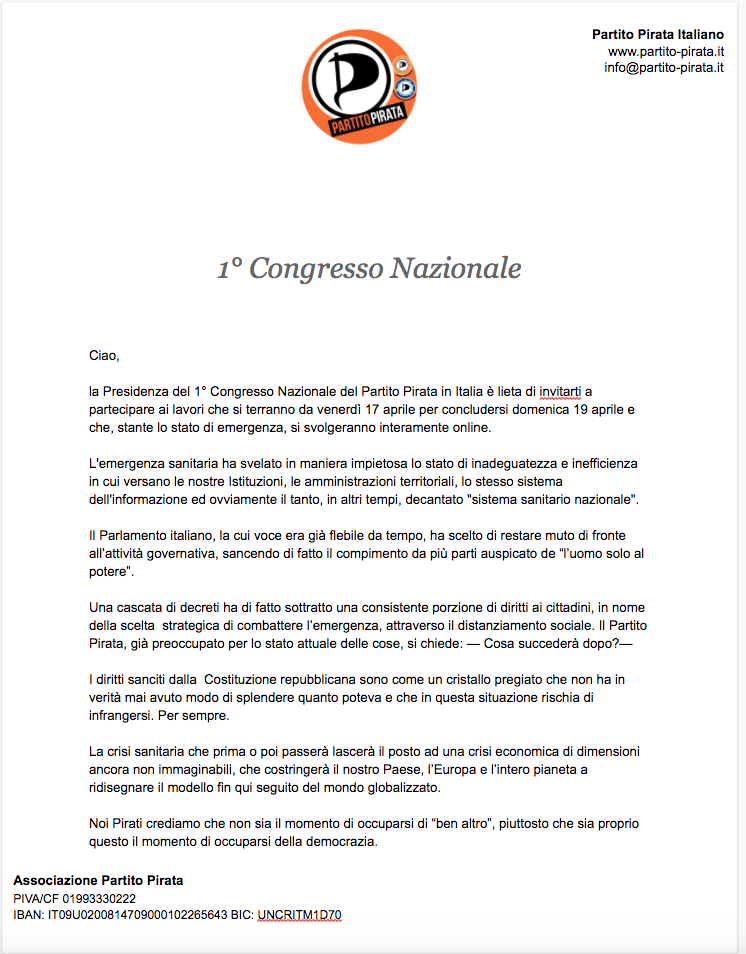 Partito Pirata Italiano
www.partito-pirata.it
info@partito-pirata.it
PARTITOPIRATA
1° Congresso Nazionale
Ciao,
la Presidenza del 1° Congresso Nazionale del Partito Pirata in Italia è lieta di invitarti a
partecipare ai lavori che si terranno da venerdì 17 aprile per concludersi domenica 19 aprile e
che, stante lo stato di emergenza, si svolgeranno interamente online.
L'emergenza sanitaria ha svelato in maniera impietosa lo stato di inadeguatezza e inefficienza
in cui versano le nostre Istituzioni, le amministrazioni territoriali, lo stesso sistema
dell'informazione ed ovviamente il tanto, in altri tempi, decantato "sistema sanitario nazionale".
Il Parlamento italiano, la cui voce era già flebile da tempo, ha scelto di restare muto di fronte
all’attività governativa, sancendo di fatto il compimento da più parti auspicato de “l’uomo solo al
potere”.
Una cascata di decreti ha di fatto sottratto una consistente porzione di diritti ai cittadini, in nome
della scelta  strategica di combattere l’emergenza, attraverso il distanziamento sociale. Il Partito
Pirata, già preoccupato per lo stato attuale delle cose, si chiede: — Cosa succederà dopo?—
I diritti sanciti dalla  Costituzione repubblicana sono come un cristallo pregiato che non ha in
verità mai avuto modo di splendere quanto poteva e che in questa situazione rischia di
infrangersi. Per sempre.
La crisi sanitaria che prima o poi passerà lascerà il posto ad una crisi economica di dimensioni
ancora non immaginabili, che costringerà il nostro Paese, l’Europa e l’intero pianeta a
ridisegnare il modello fin qui seguito del mondo globalizzato.
Noi Pirati crediamo che non sia il momento di occuparsi di “ben altro”, piuttosto che sia proprio
questo il momento di occuparsi della democrazia.
Associazione Partito Pirata
PIVA/CF 01993330222
IBAN: IT09U0200814709000102265643 BIC: UNCRITM1D70